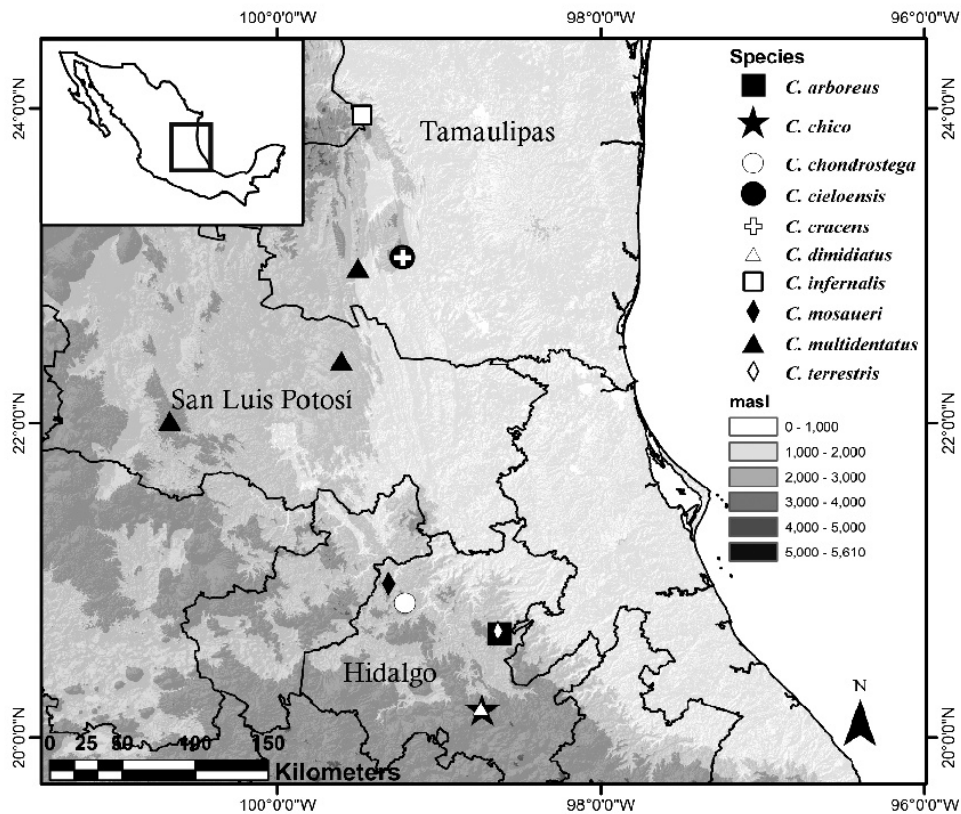 100°0'0"W 98°0'0"W 96°0'0"W
24°0'0"N
22°0'0"N
20°0'0"N
Tamaulipas
San Luis Potosí
Hidalgo
Species
C. arboreus
C. chico
C. chondrostega
C. cieloensis
C. cracens
C. dimidiatus
C. infernalis
C. mosaueri
C. multidentatus
C. terrestris
masl
0 - 1,000
1,000 - 2,000
2,000 - 3,000
3,000 - 4,000
4,000 - 5,000
5,000 - 5,610
24°0'0"N
22°0'0"N
20°0'0"N
N
0 25 50 100 150
Kilometers
100°0'0"W 98°0'0"W 96°0'0"W